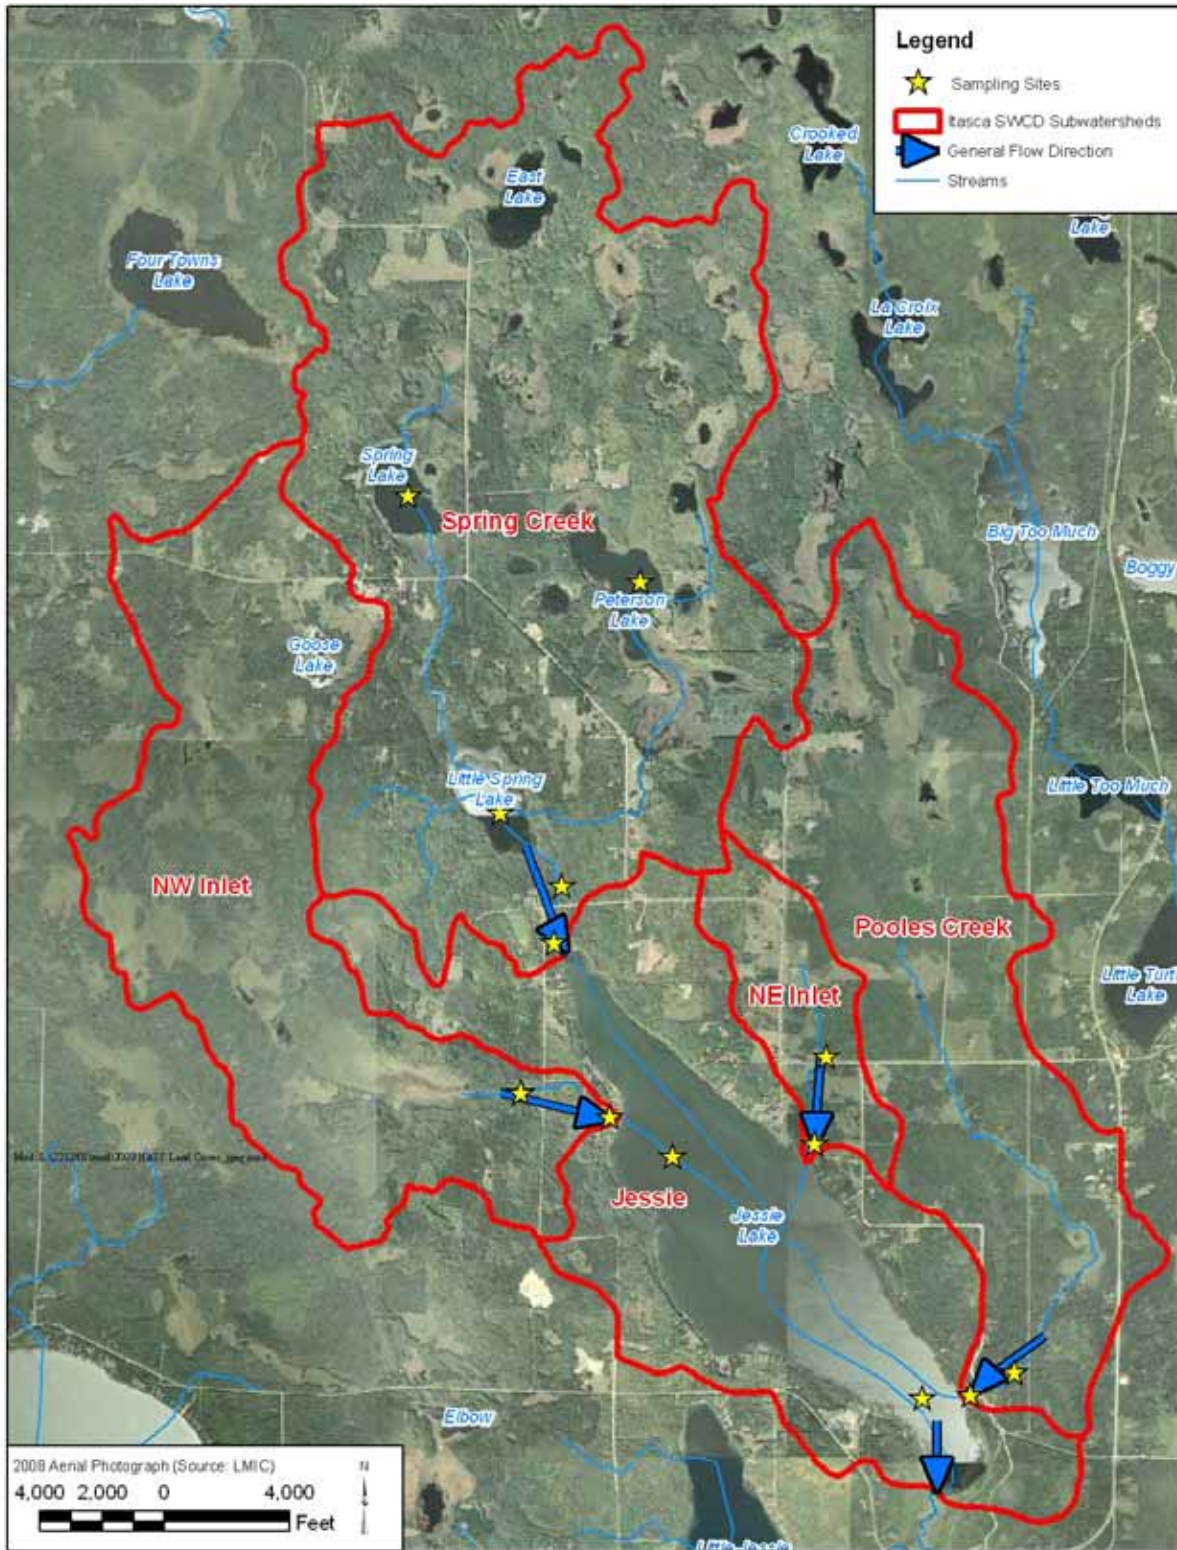 Legend
Sampling Sites
Itasca SWCD Subwatersheds
General Flow Direction
Streams
Crooked
Lake
East
Lake
Lake
Four Towns
Lake
La Croix
Lake
Spring
Lake
Spring Creek
Big Too Much
Boggy
Peterson
Lake
Goose
Lake
Little Spring
Lake
Little Too Much
NW Inlet
Pooles Creek
NE Inlet
Little Turt
Lake
Jessie
Jessie
Lake
Elbow
2008 Aerial Photograph (Source: LMIC)
N
4,000 2,000 0 4,000
Feet
Little Jessie